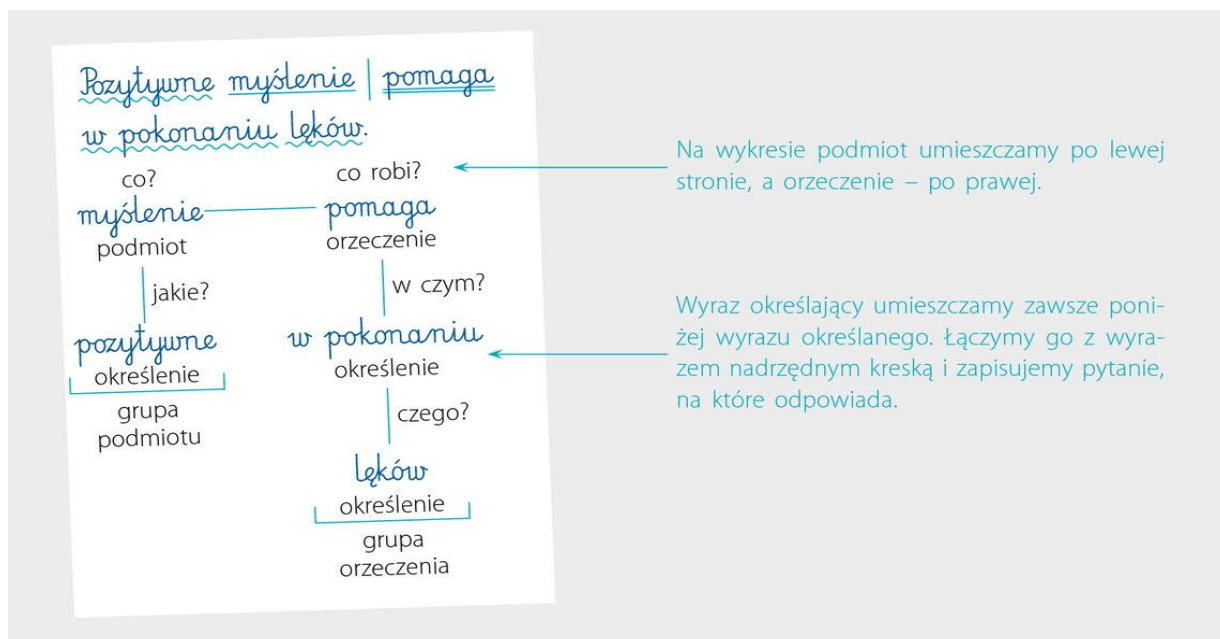 Pozytywne myślenie | pomaga
w pokonaniu lęków.
co? co robi?
myślenie pomaga
podmiot orzeczenie
jakie? w czym?
pozytywne w pokonaniu
określenie określenie
grupa
podmiotu
czego?
lęków
określenie
grupa
orzeczenia
Na wykresie podmiot umieszczamy po lewej
stronie, a orzeczenie – po prawej.
Wyraz określający umieszczamy zawsze poni-
żej wyrazu określanego. Łączymy go z wyra-
zem nadrzędnym kreską i zapisujemy pytanie,
na które odpowiada.